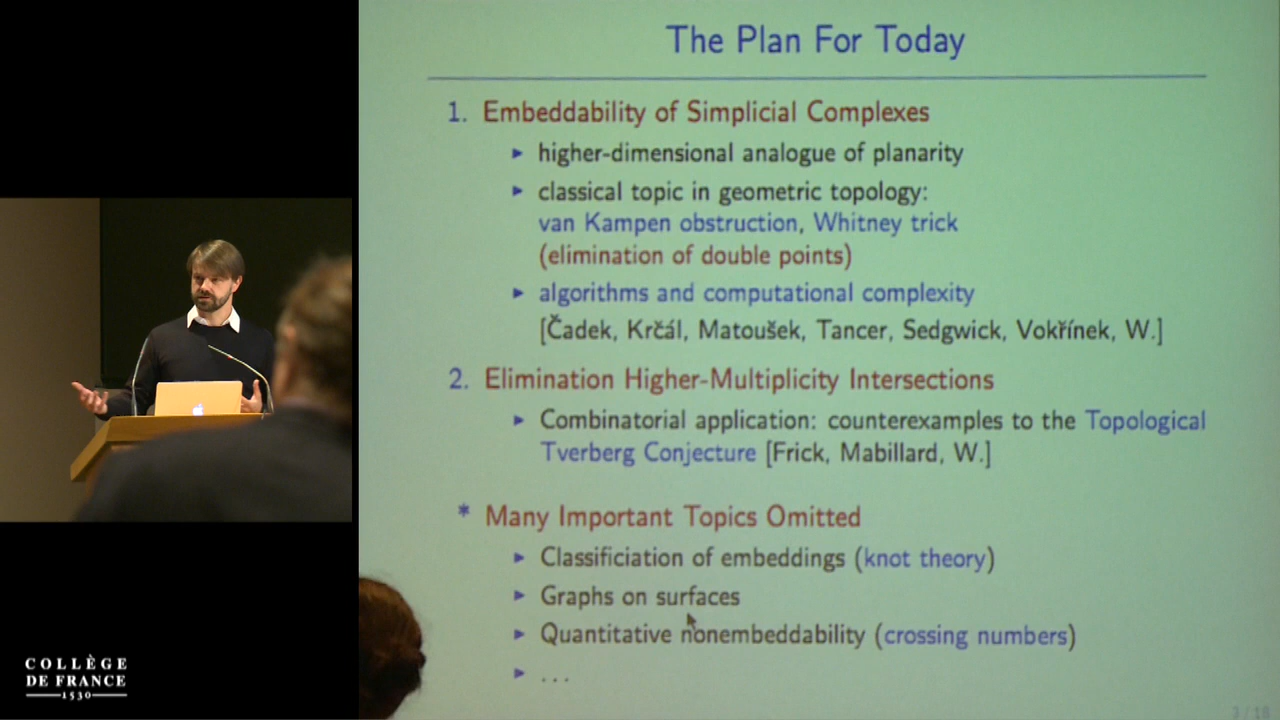 The Plan For Today
1. Embeddability of Simplicial Complexes
► higher-dimensional analogue of planarity
► classical topic in geometric topology:
van Kampen obstruction, Whitney trick
(elimination of double points)
► algorithms and computational complexity
[Čadek, Krčál, Matoušek, Tancer, Sedgwick, Vokřínek, W.]
2. Elimination Higher-Multiplicity Intersections
► Combinatorial application: counterexamples to the Topological
Tverberg Conjecture [Frick, Mabillard, W.]
* Many Important Topics Omitted
► Classificiation of embeddings (knot theory)
► Graphs on surfaces
► Quantitative nonembeddability (crossing numbers)
► ...
COLLÈGE
DE FRANCE
1530
3 / 18